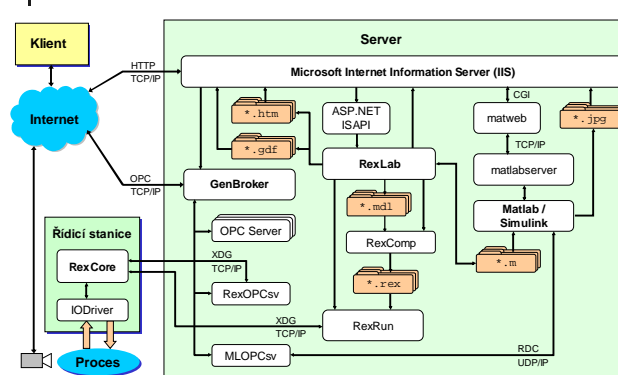 Klient
Server
HTTP
TCP/IP
Microsoft Internet Information Server (IIS)
Internet
*.htm
ASP.NET
ISAPI
CGI
matweb
*.jpg
*.gdf
TCP/IP
OPC
TCP/IP
GenBroker
RexLab
matlabserver
*.mdl
Matlab /
Simulink
Řídicí stanice
OPC Server
RexComp
RexCore
XDG
TCP/IP
*.m
*.rex
RexOPCsv
IODriver
XDG
TCP/IP
RexRun
Proces
MLOPCsv
RDC
UDP/IP